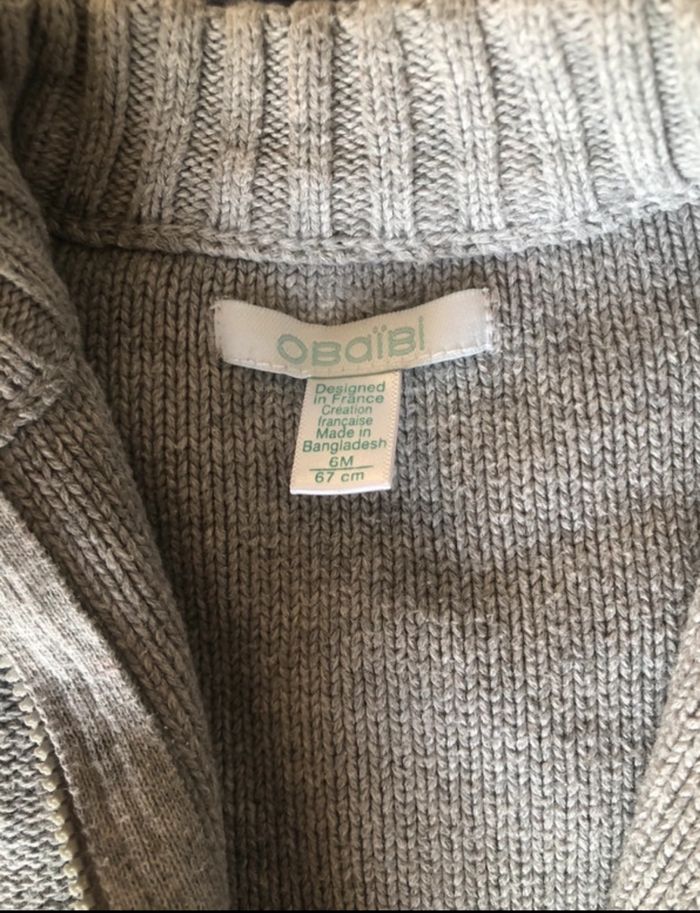 OBaïBi
Designed
in France
Création
française
Made in
Bangladesh
6M
67 cm